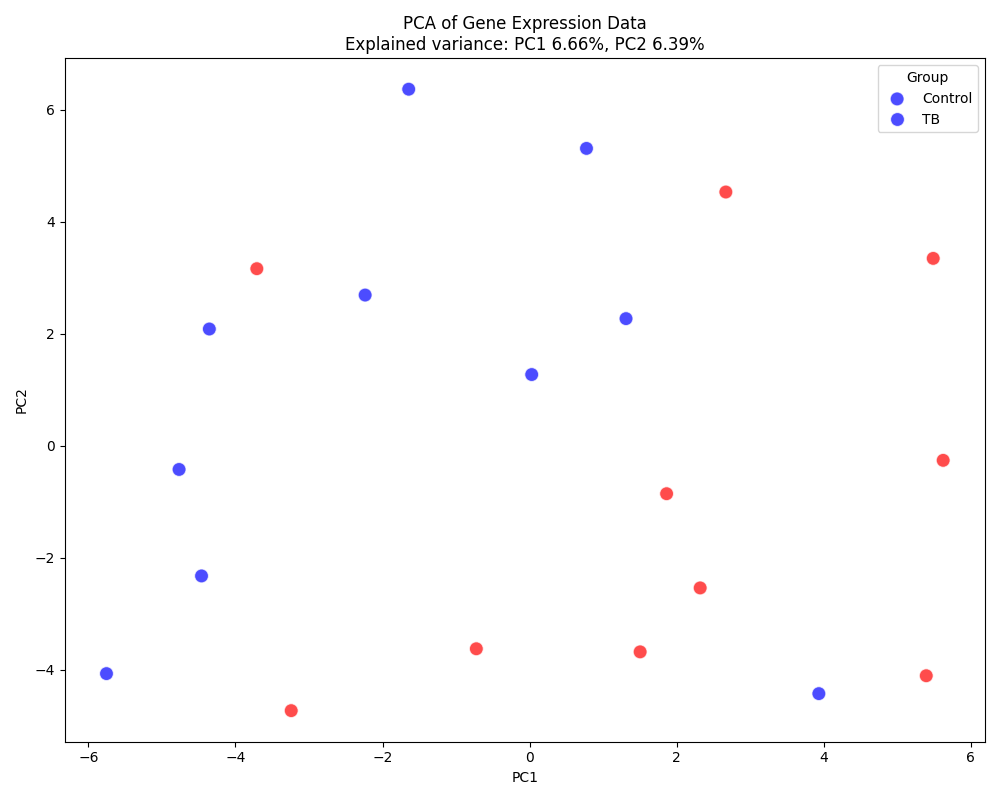 PCA of Gene Expression Data
Explained variance: PC1 6.66%, PC2 6.39%
Group
Control
TB
6
4
2
0
−2
−4
PC2
−6
−4
−2
0
2
4
6
PC1